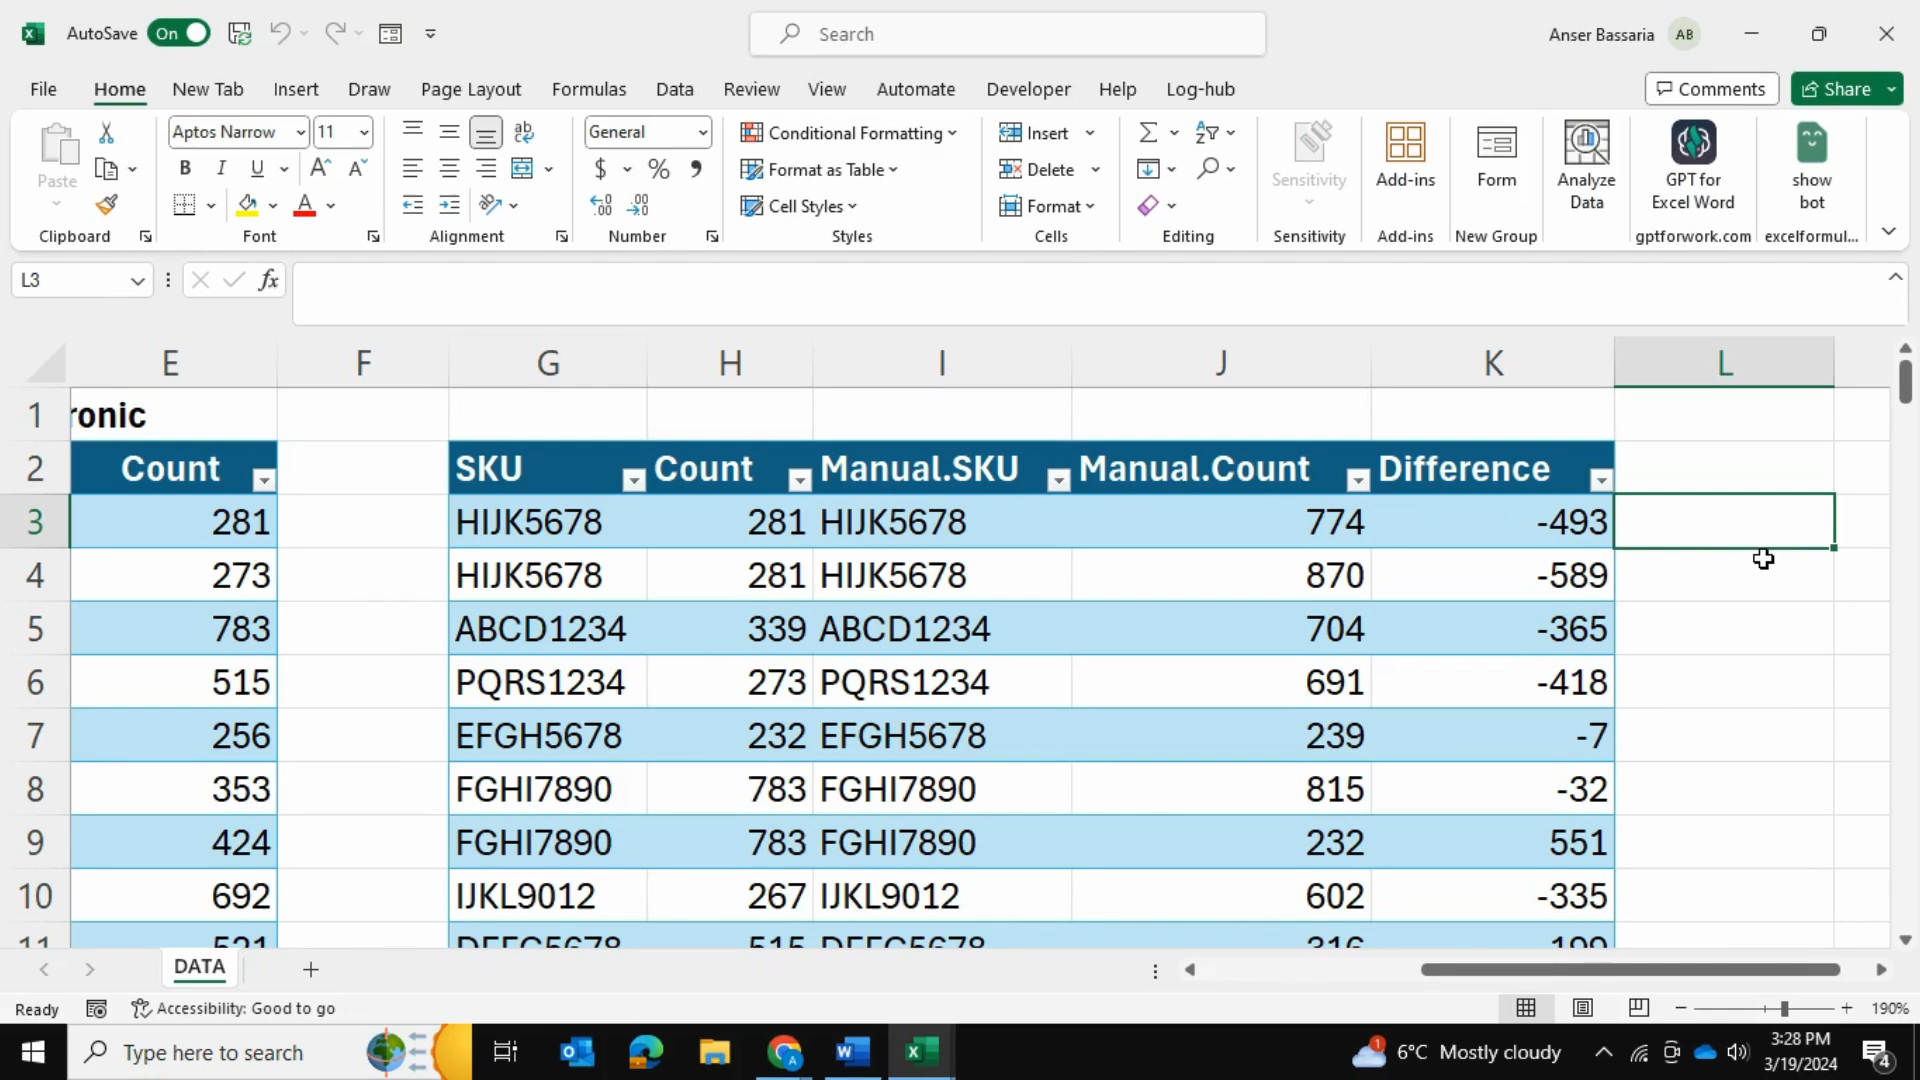 AutoSave On Search Anser Bassaria AB
File Home New Tab Insert Draw Page Layout Formulas Data Review View Automate Developer Help Log-hub Comments Share
Paste Aptos Narrow 11 General Conditional Formatting Insert
B I U $ % Format as Table Delete
Cell Styles Format
Sensitivity Add-ins Form Analyze Data GPT for Excel Word show bot
Clipboard Font Alignment Number Styles Cells Editing Sensitivity Add-ins New Group gptforwork.com excelformul...
L3 fx
E F G H I J K L
1 ronic
2 Count SKU Count Manual.SKU Manual.Count Difference
3 281 HIJK5678 281 HIJK5678 774 -493
4 273 HIJK5678 281 HIJK5678 870 -589
5 783 ABCD1234 339 ABCD1234 704 -365
6 515 PQRS1234 273 PQRS1234 691 -418
7 256 EFGH5678 232 EFGH5678 239 -7
8 353 FGHI7890 783 FGHI7890 815 -32
9 424 FGHI7890 783 FGHI7890 232 551
10 692 IJKL9012 267 IJKL9012 602 -335
11
DATA
Ready Accessibility: Good to go 190%
Type here to search 1 6°C Mostly cloudy 3:28 PM
3/19/2024 4